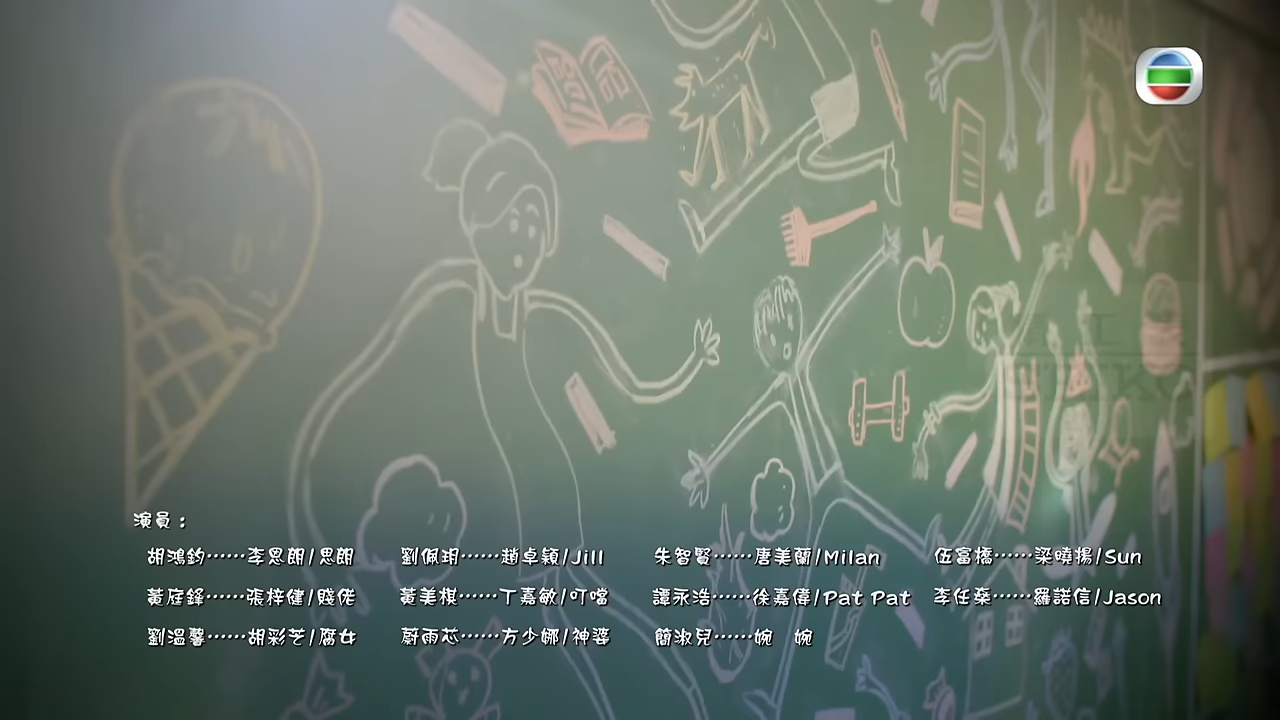 演員：
胡鴻鈞……李思朗/思朗 劉佩玥……趙卓穎/Jill 朱智賢……唐美蘭/Milan 伍富橋……梁曉揚/Sun
黃庭鋒……張梓健/賤佬 黃美棋……丁嘉敏/叮噹 譚永浩……徐嘉偉/Pat Pat 李任燊……羅諾信/Jason
劉溫馨……胡彩芝/腐女 蔚雨芯……方少娜/神婆 簡淑兒……婉　婉